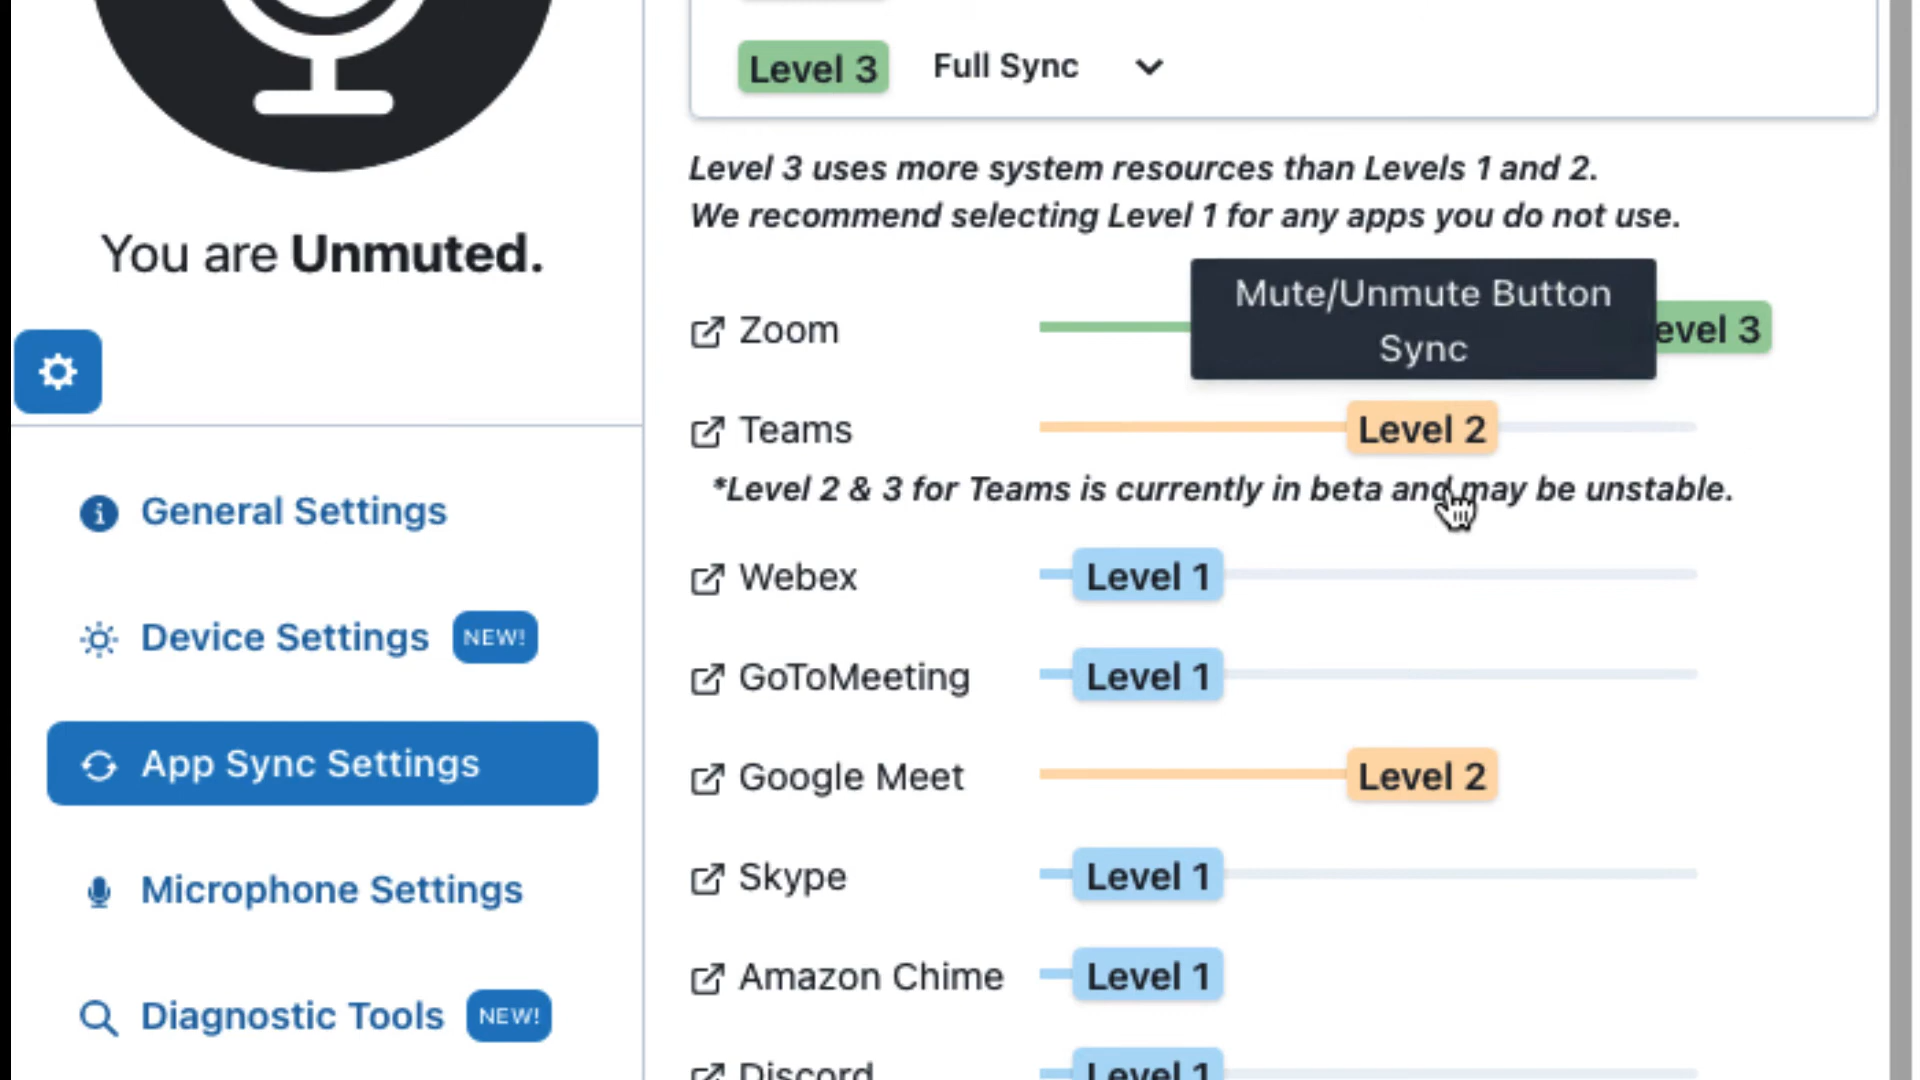 You are Unmuted.
General Settings
Device Settings NEW!
App Sync Settings
Microphone Settings
Diagnostic Tools NEW!
Level 3 Full Sync
Level 3 uses more system resources than Levels 1 and 2.
We recommend selecting Level 1 for any apps you do not use.
Mute/Unmute Button
Sync
Zoom evel 3
Teams Level 2
*Level 2 & 3 for Teams is currently in beta and may be unstable.
Webex Level 1
GoToMeeting Level 1
Google Meet Level 2
Skype Level 1
Amazon Chime Level 1
Discord Level 1